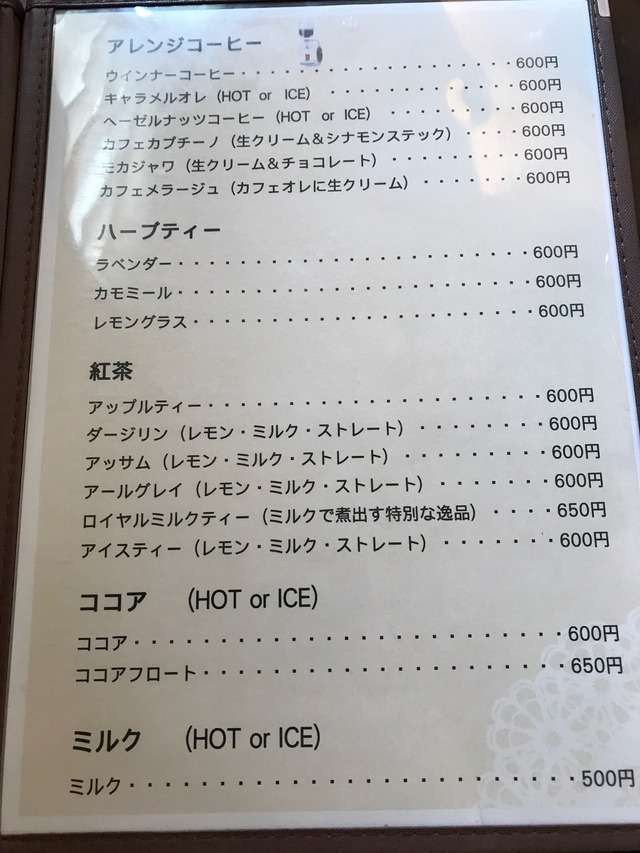 アレンジコーヒー
ウインナーコーヒー・・・・・・・・・・・・・・・・・・600円
キャラメルオレ（HOT or ICE）・・・・・・・・・・・・600円
ヘーゼルナッツコーヒー（HOT or ICE）・・・・・・・・600円
カフェカプチーノ（生クリーム＆シナモンステック）・・・・600円
モカジャワ（生クリーム＆チョコレート）・・・・・・・・・600円
カフェメラージュ（カフェオレに生クリーム）・・・・・・・600円
ハーブティー
ラベンダー・・・・・・・・・・・・・・・・・・・・・・・600円
カモミール・・・・・・・・・・・・・・・・・・・・・・・600円
レモングラス・・・・・・・・・・・・・・・・・・・・・・600円
紅茶
アップルティー・・・・・・・・・・・・・・・・・・・・・600円
ダージリン（レモン・ミルク・ストレート）・・・・・・・・600円
アッサム（レモン・ミルク・ストレート）・・・・・・・・・600円
アールグレイ（レモン・ミルク・ストレート）・・・・・・・600円
ロイヤルミルクティー（ミルクで煮出す特別な逸品）・・・・650円
アイスティー（レモン・ミルク・ストレート）・・・・・・・600円
ココア (HOT or ICE)
ココア・・・・・・・・・・・・・・・・・・・・・・・・・600円
ココアフロート・・・・・・・・・・・・・・・・・・・・・650円
ミルク (HOT or ICE)
ミルク・・・・・・・・・・・・・・・・・・・・・・・・・500円